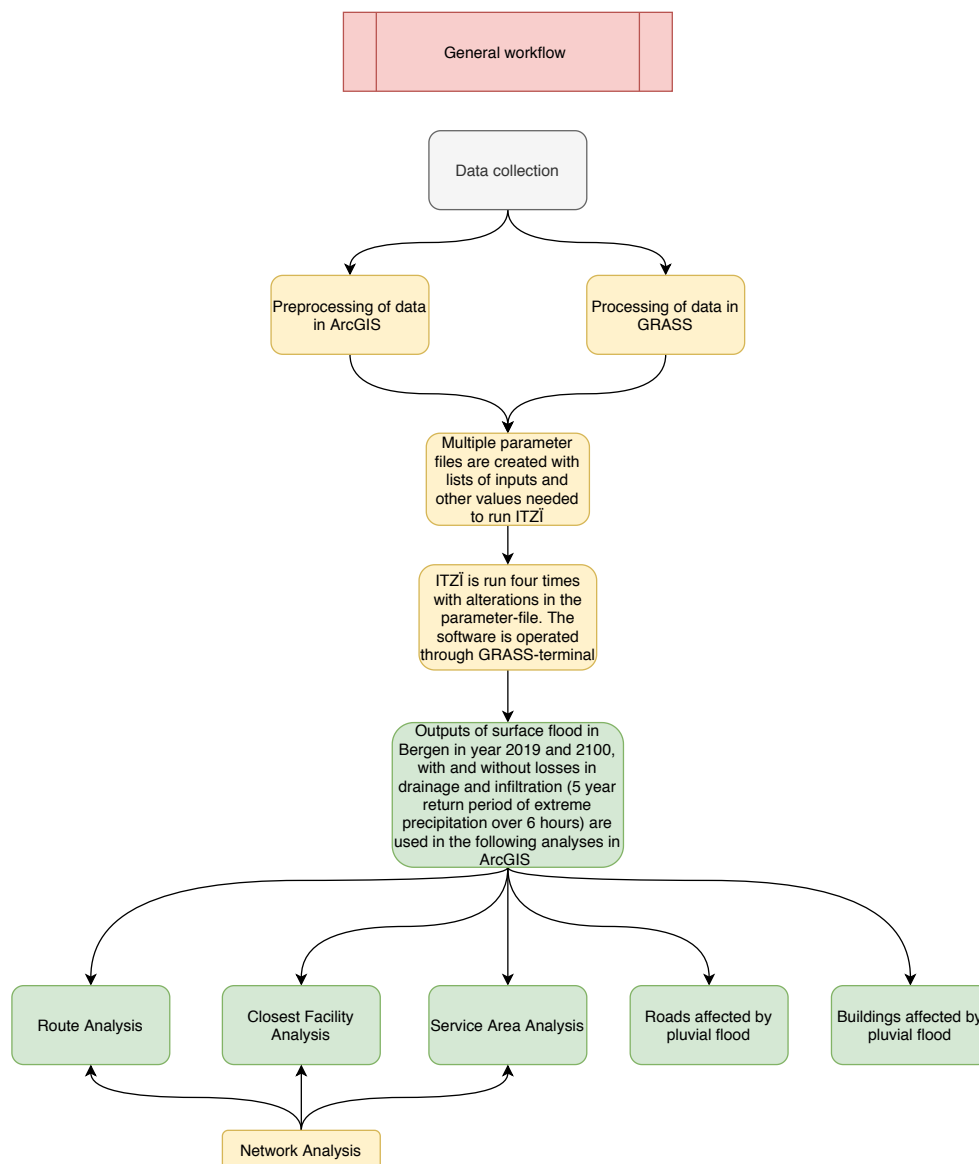 General workflow
Data collection
Preprocessing of data
in ArcGIS
Processing of data in
GRASS
Multiple parameter
files are created with
lists of inputs and
other values needed
to run ITZÏ
ITZÏ is run four times
with alterations in the
parameter-file. The
software is operated
through GRASS-terminal
Outputs of surface flood in
Bergen in year 2019 and 2100,
with and without losses in
drainage and infiltration (5 year
return period of extreme
precipitation over 6 hours) are
used in the following analyses in
ArcGIS
Route Analysis
Closest Facility
Analysis
Service Area Analysis
Roads affected by
pluvial flood
Buildings affected by
pluvial flood
Network Analysis